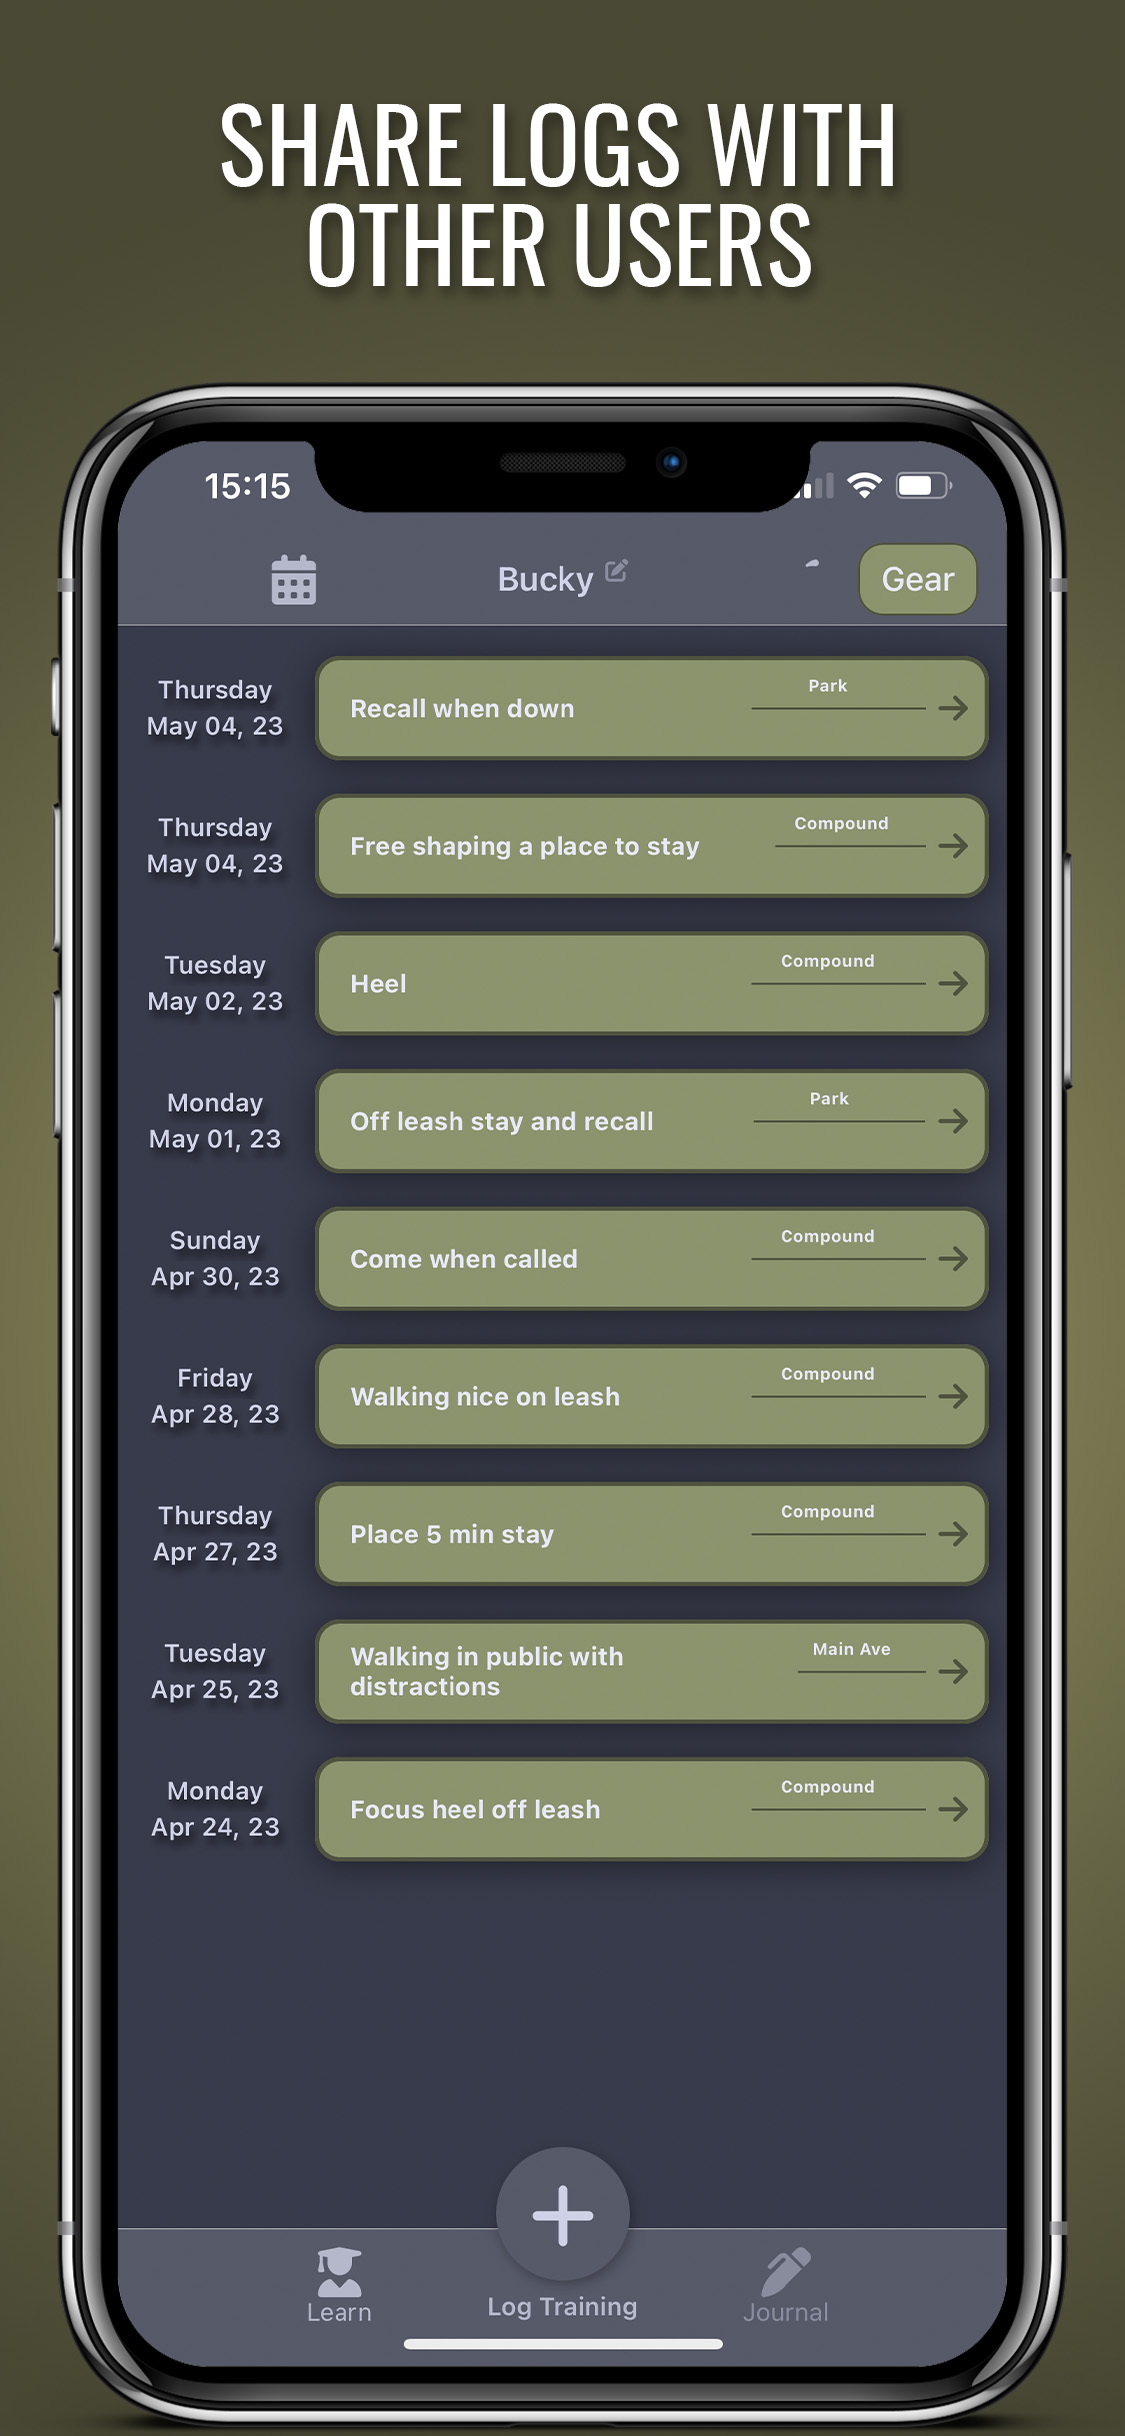 SHARE LOGS WITH
OTHER USERS
15:15
Bucky
Gear
Thursday
May 04, 23
Recall when down
Park
Thursday
May 04, 23
Free shaping a place to stay
Compound
Tuesday
May 02, 23
Heel
Compound
Monday
May 01, 23
Off leash stay and recall
Park
Sunday
Apr 30, 23
Come when called
Compound
Friday
Apr 28, 23
Walking nice on leash
Compound
Thursday
Apr 27, 23
Place 5 min stay
Compound
Tuesday
Apr 25, 23
Walking in public with
distractions
Main Ave
Monday
Apr 24, 23
Focus heel off leash
Compound
Learn
Log Training
Journal